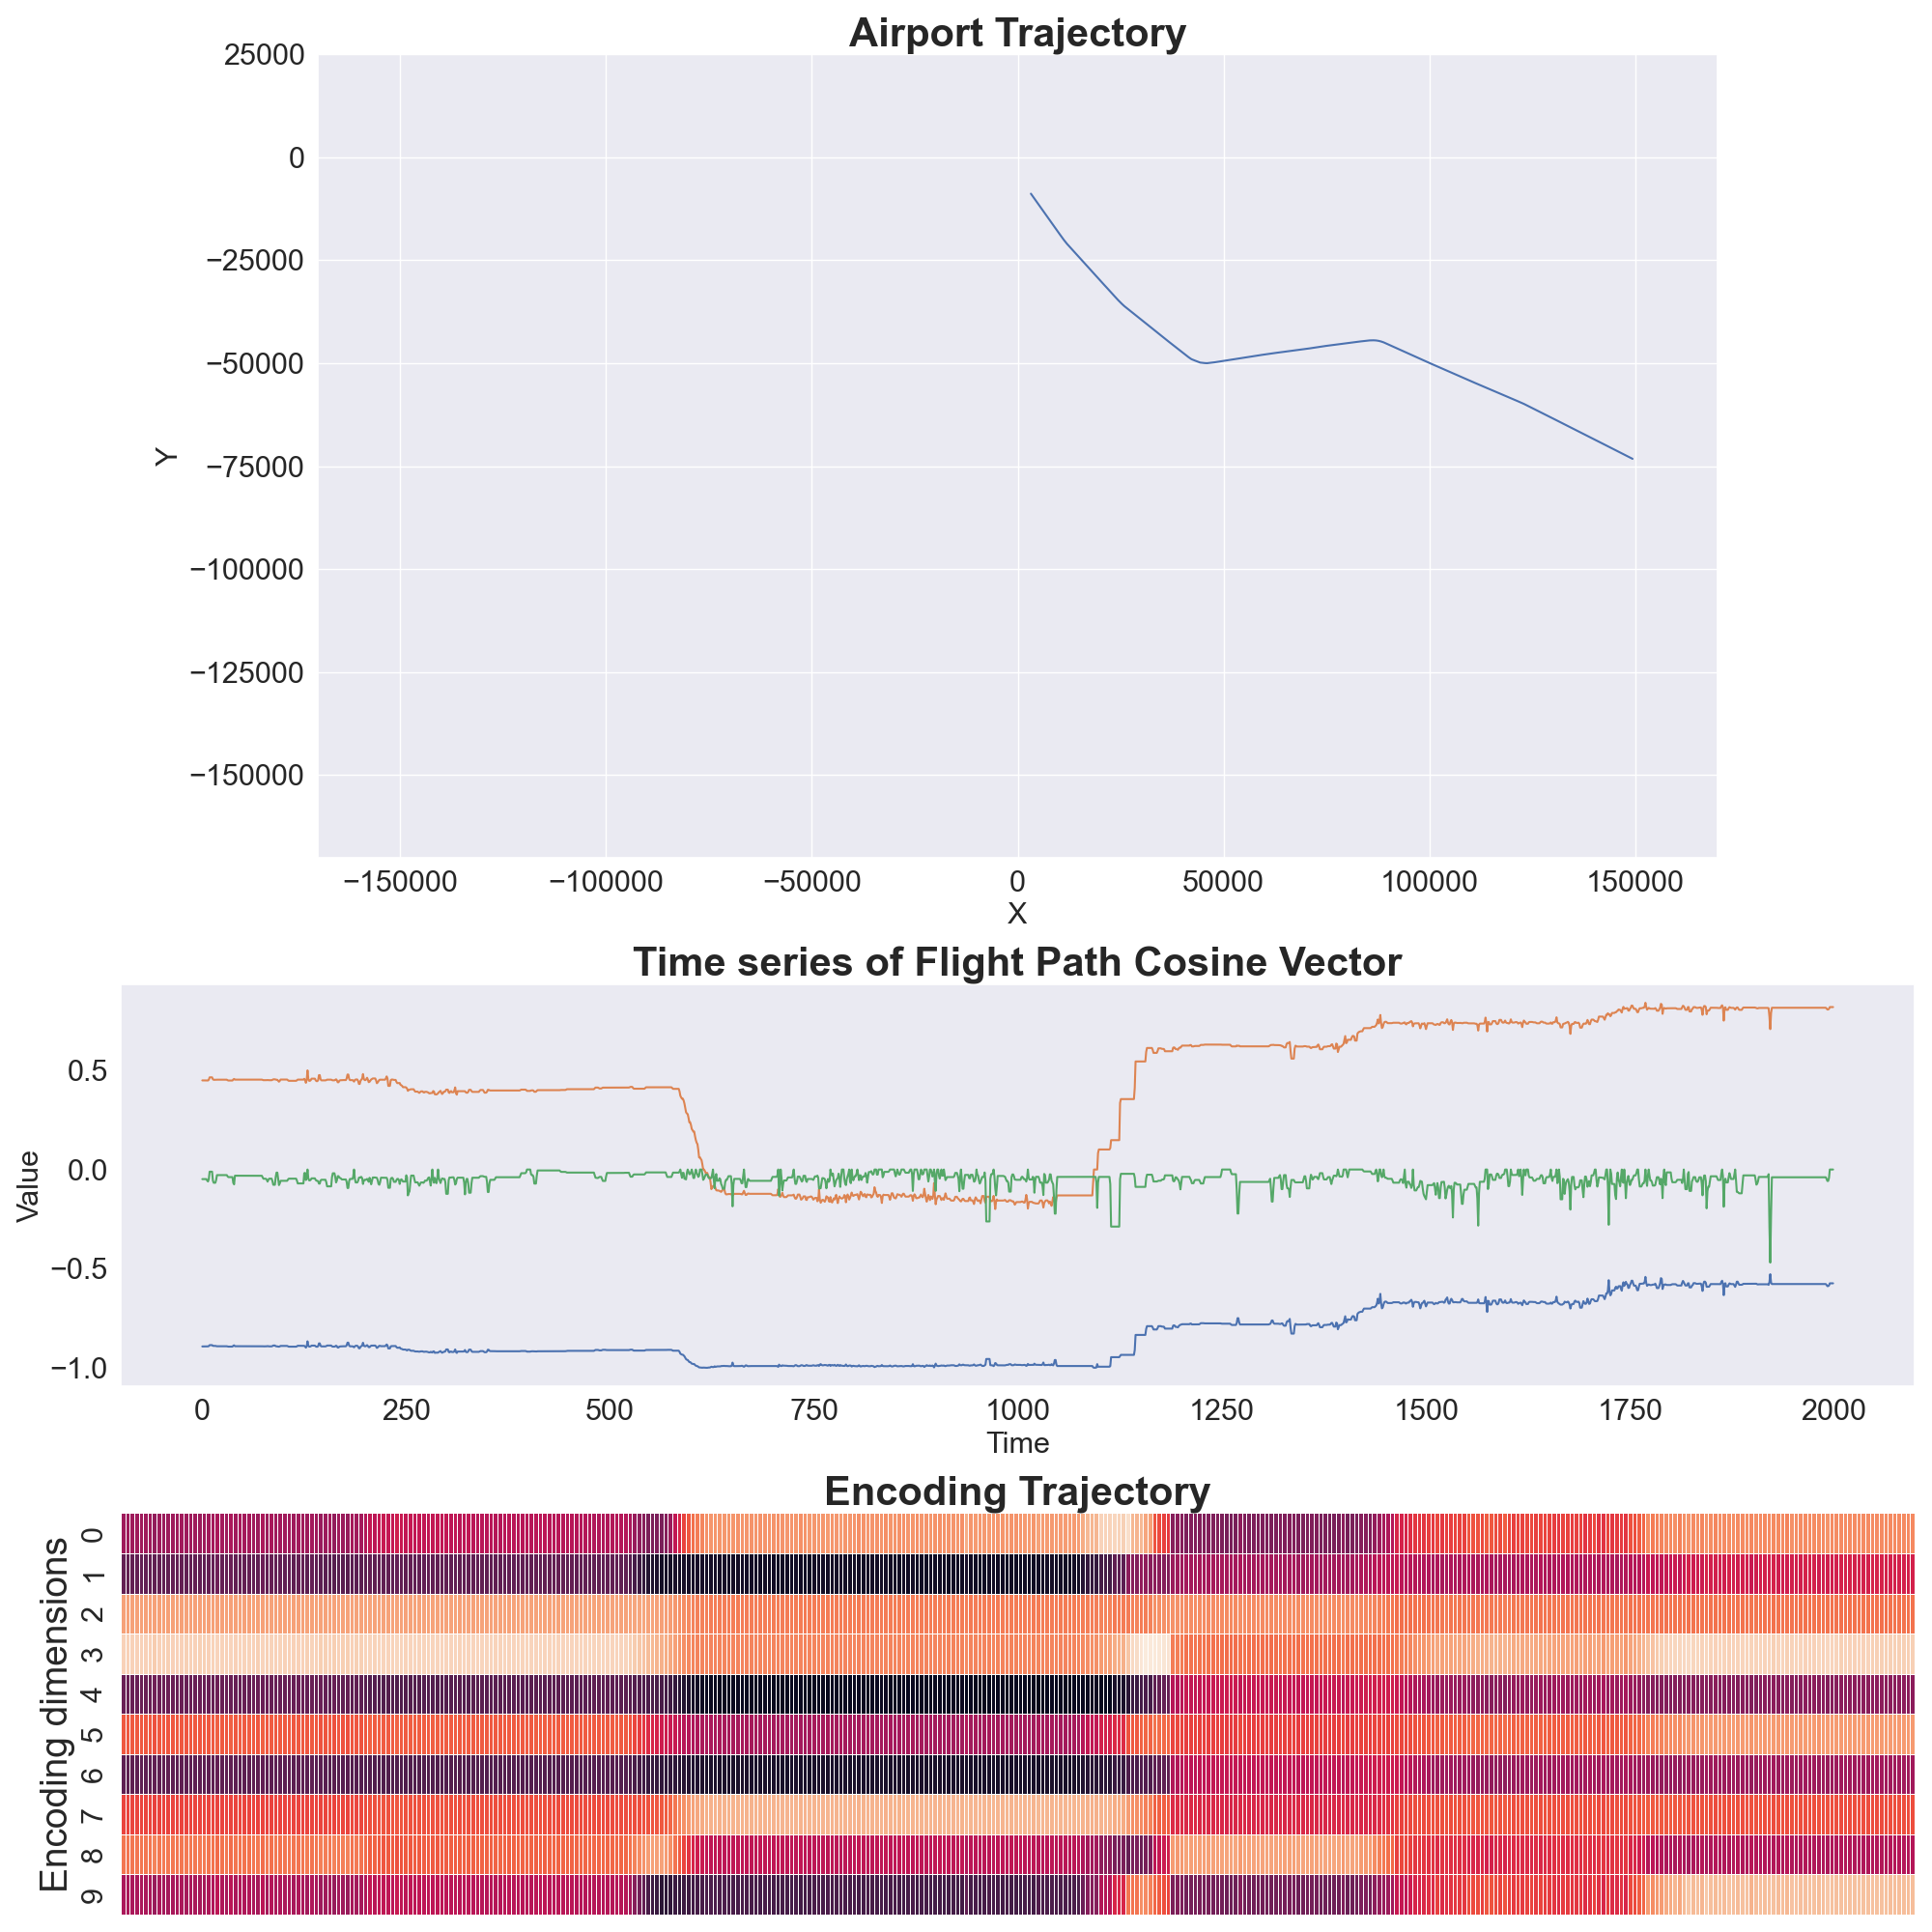 Airport Trajectory
25000
0
−25000
−50000
−75000
−100000
−125000
−150000
Y
−150000 −100000 −50000 0 50000 100000 150000
X
Time series of Flight Path Cosine Vector
0.5
0.0
−0.5
−1.0
Value
0 250 500 750 1000 1250 1500 1750 2000
Time
Encoding Trajectory
Encoding dimensions
0
1
2
3
4
5
6
7
8
9